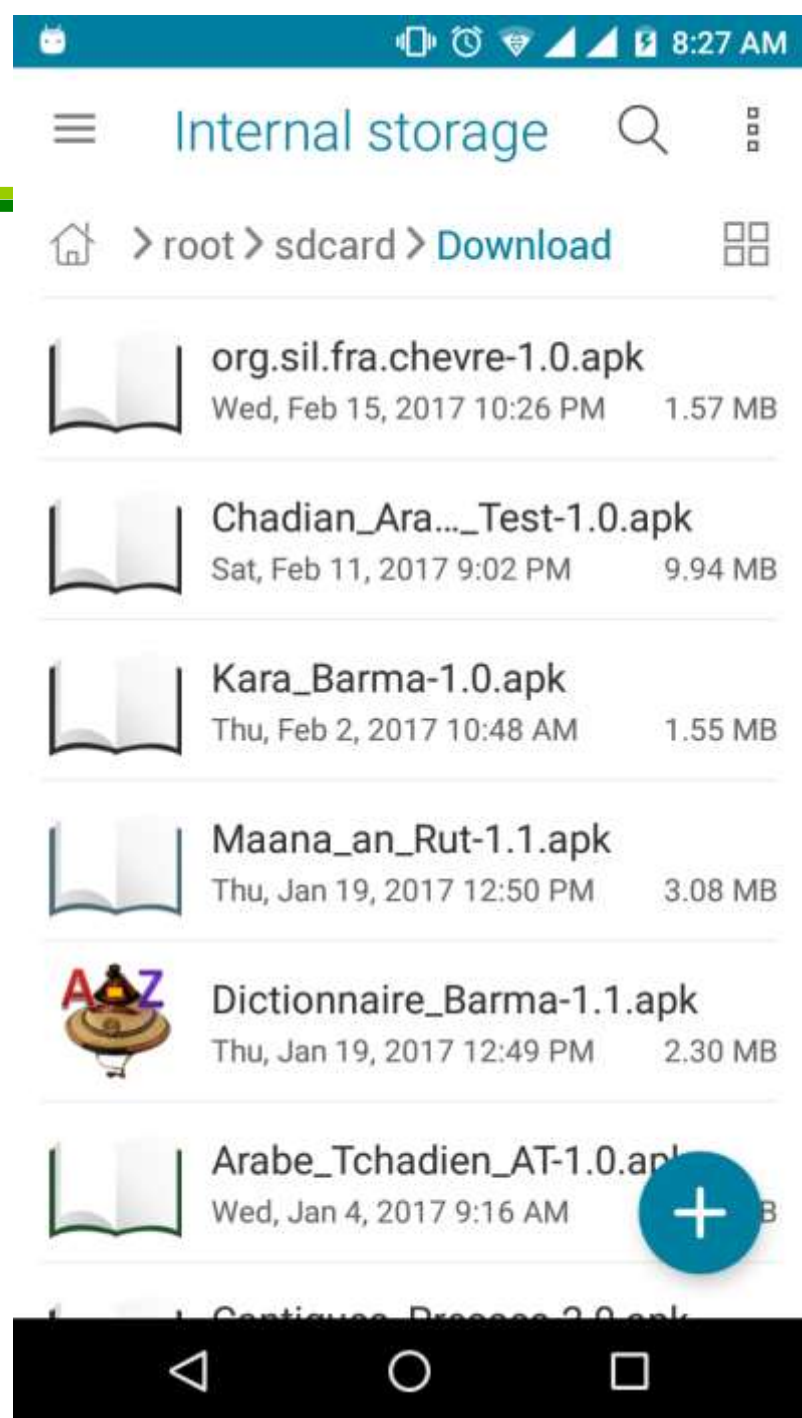 8:27 AM
Internal storage
root > sdcard > Download
org.sil.fra.chevre-1.0.apk
Wed, Feb 15, 2017 10:26 PM 1.57 MB
Chadian_Ara..._Test-1.0.apk
Sat, Feb 11, 2017 9:02 PM 9.94 MB
Kara_Barma-1.0.apk
Thu, Feb 2, 2017 10:48 AM 1.55 MB
Maana_an_Rut-1.1.apk
Thu, Jan 19, 2017 12:50 PM 3.08 MB
A Z
Dictionnaire_Barma-1.1.apk
Thu, Jan 19, 2017 12:49 PM 2.30 MB
Arabe_Tchadien_AT-1.0.apk
Wed, Jan 4, 2017 9:16 AM B